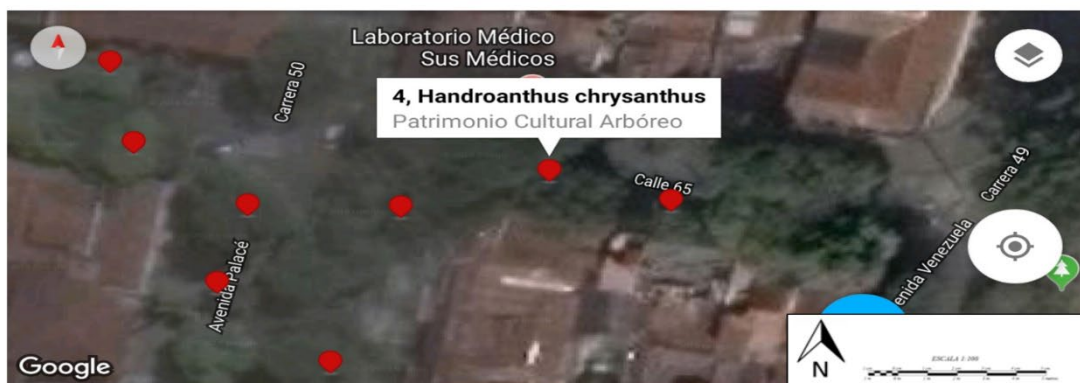 Laboratorio Médico
Sus Médicos
Carrera 50
4, Handroanthus chrysanthus
Patrimonio Cultural Arbóreo
Calle 65
Carrera 49
Avenida Palacé
enida Venezuela
Google
N
ESCALA 1:100